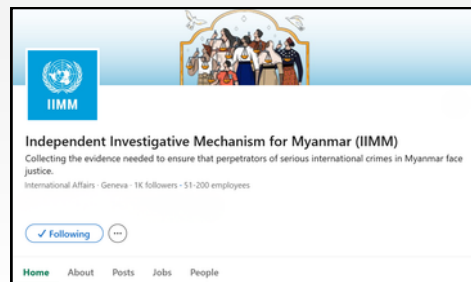 IIMM
Independent Investigative Mechanism for Myanmar (IIMM)
Collecting the evidence needed to ensure that perpetrators of serious international crimes in Myanmar face
justice.
International Affairs · Geneva · 1K followers · 51-200 employees
✓ Following
Home About Posts Jobs People